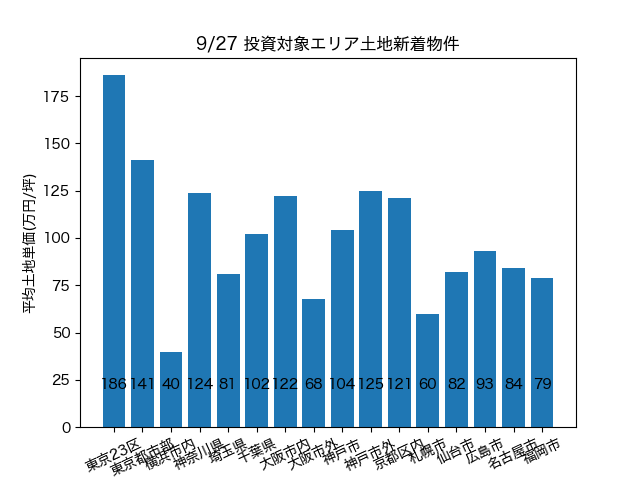 9/27 投資対象エリア土地新着物件
平均土地単価(万円/坪)
175
150
125
100
75
50
25
0
186 141 40 124 81 102 122 68 104 125 121 60 82 93 84 79
東京23区 東京都市部 横浜市内 神奈川県 埼玉県 千葉県 大阪市内 大阪市外 神戸市 神戸市外 京都区内 札幌市 仙台市 広島市 名古屋市 福岡市